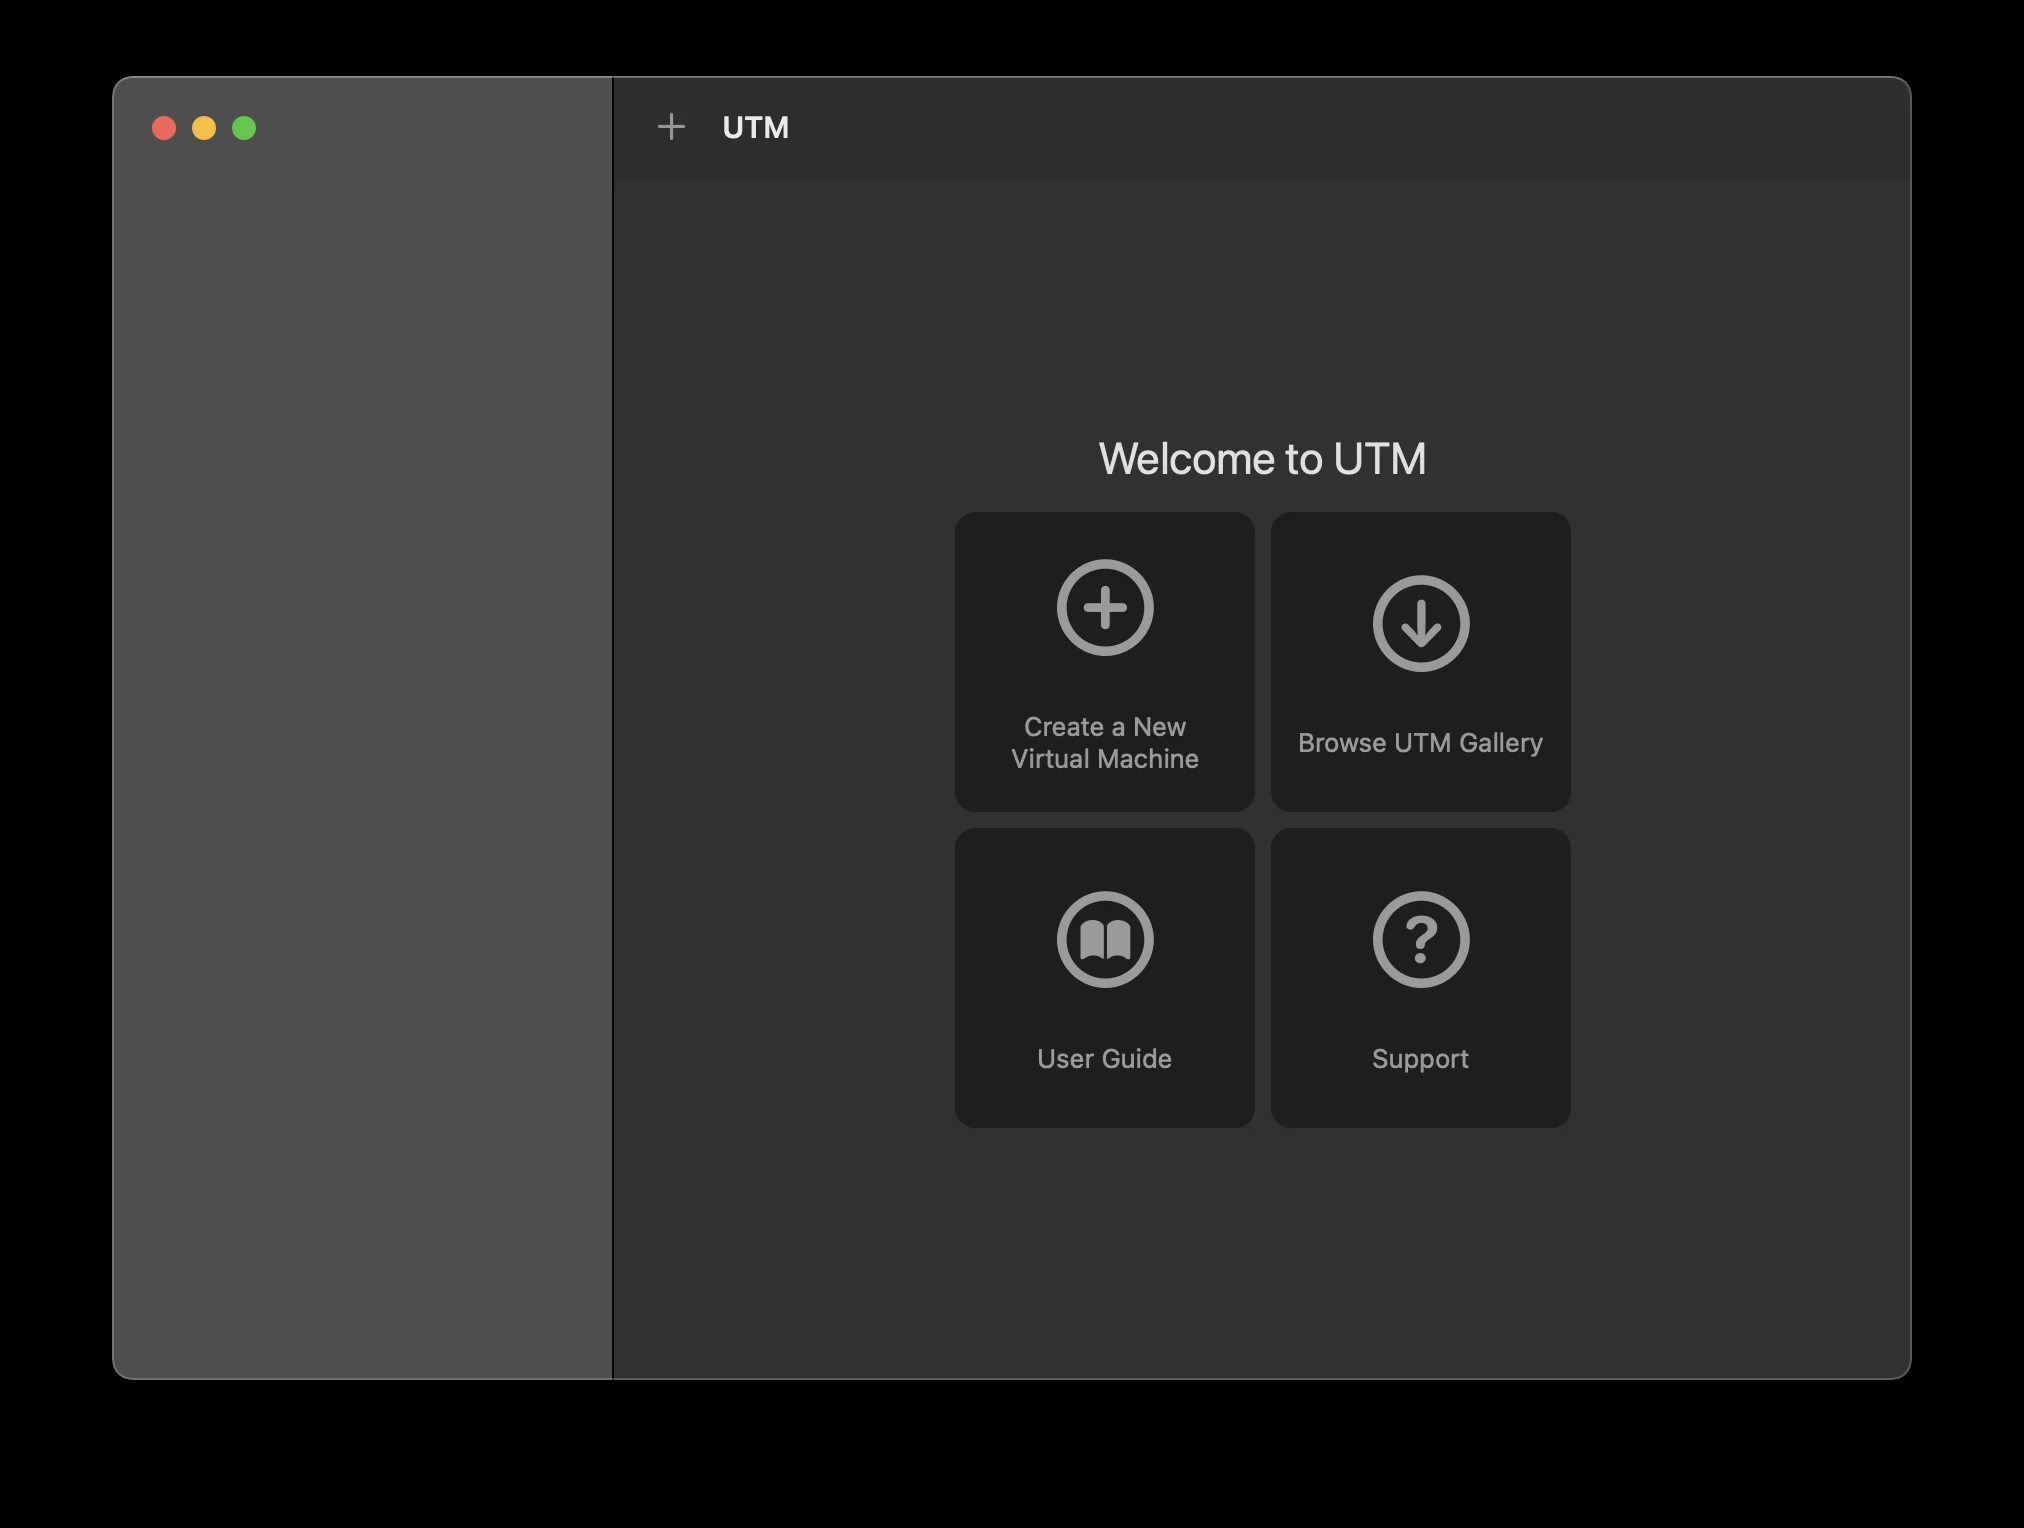 UTM
Welcome to UTM
Create a New
Virtual Machine
Browse UTM Gallery
User Guide
Support